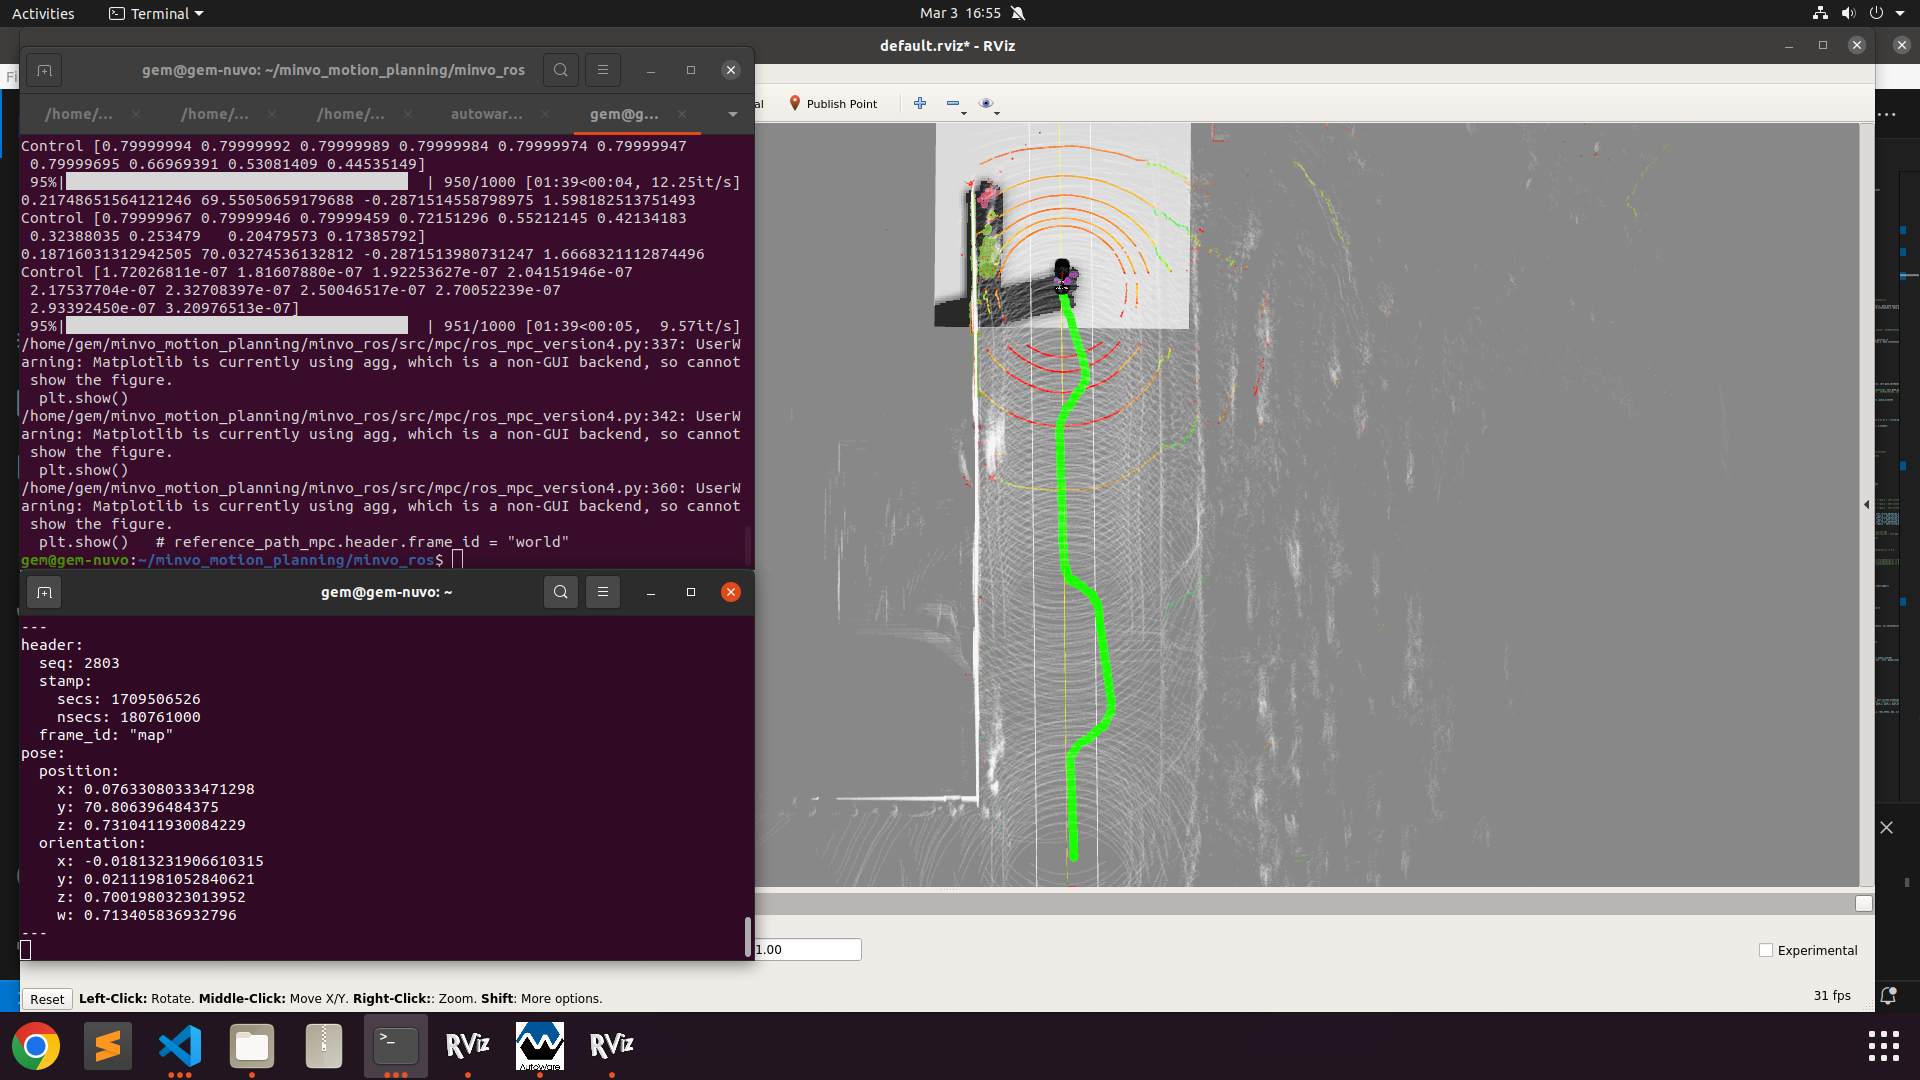 Activities
Terminal
Mar 3 16:55
default.rviz* - RViz
gem@gem-nuvo: ~/minvo_motion_planning/minvo_ros
/home/...
/home/...
/home/...
autowar...
gem@g...
al
Publish Point
Control [0.79999994 0.79999992 0.79999989 0.79999984 0.79999974 0.79999947
0.79999695 0.66969391 0.53081409 0.44535149]
95%| | 950/1000 [01:39<00:04, 12.25it/s]
0.21748651564121246 69.55050659179688 -0.2871514558798975 1.598182513751493
Control [0.79999967 0.79999946 0.79999459 0.72151296 0.55212145 0.42134183
0.32388035 0.253479 0.20479573 0.17385792]
0.18716031312942505 70.03274536132812 -0.2871513980731247 1.6668321112874496
Control [1.72026811e-07 1.81607880e-07 1.92253627e-07 2.04151946e-07
2.17537704e-07 2.32708397e-07 2.50046517e-07 2.70052239e-07
2.93392450e-07 3.20976513e-07]
95%| | 951/1000 [01:39<00:05, 9.57it/s]
/home/gem/minvo_motion_planning/minvo_ros/src/mpc/ros_mpc_version4.py:337: UserW
arning: Matplotlib is currently using agg, which is a non-GUI backend, so cannot
show the figure.
plt.show()
/home/gem/minvo_motion_planning/minvo_ros/src/mpc/ros_mpc_version4.py:342: UserW
arning: Matplotlib is currently using agg, which is a non-GUI backend, so cannot
show the figure.
plt.show()
/home/gem/minvo_motion_planning/minvo_ros/src/mpc/ros_mpc_version4.py:360: UserW
arning: Matplotlib is currently using agg, which is a non-GUI backend, so cannot
show the figure.
plt.show() # reference_path_mpc.header.frame_id = "world"
gem@gem-nuvo:~/minvo_motion_planning/minvo_ros$
gem@gem-nuvo: ~
---
header:
seq: 2803
stamp:
secs: 1709506526
nsecs: 180761000
frame_id: "map"
pose:
position:
x: 0.07633080333471298
y: 70.806396484375
z: 0.7310411930084229
orientation:
x: -0.01813231906610315
y: 0.02111981052840621
z: 0.7001980323013952
w: 0.713405836932796
---
1.00
Experimental
Reset
Left-Click: Rotate. Middle-Click: Move X/Y. Right-Click:: Zoom. Shift: More options.
31 fps
RViz
AutoWare
RViz